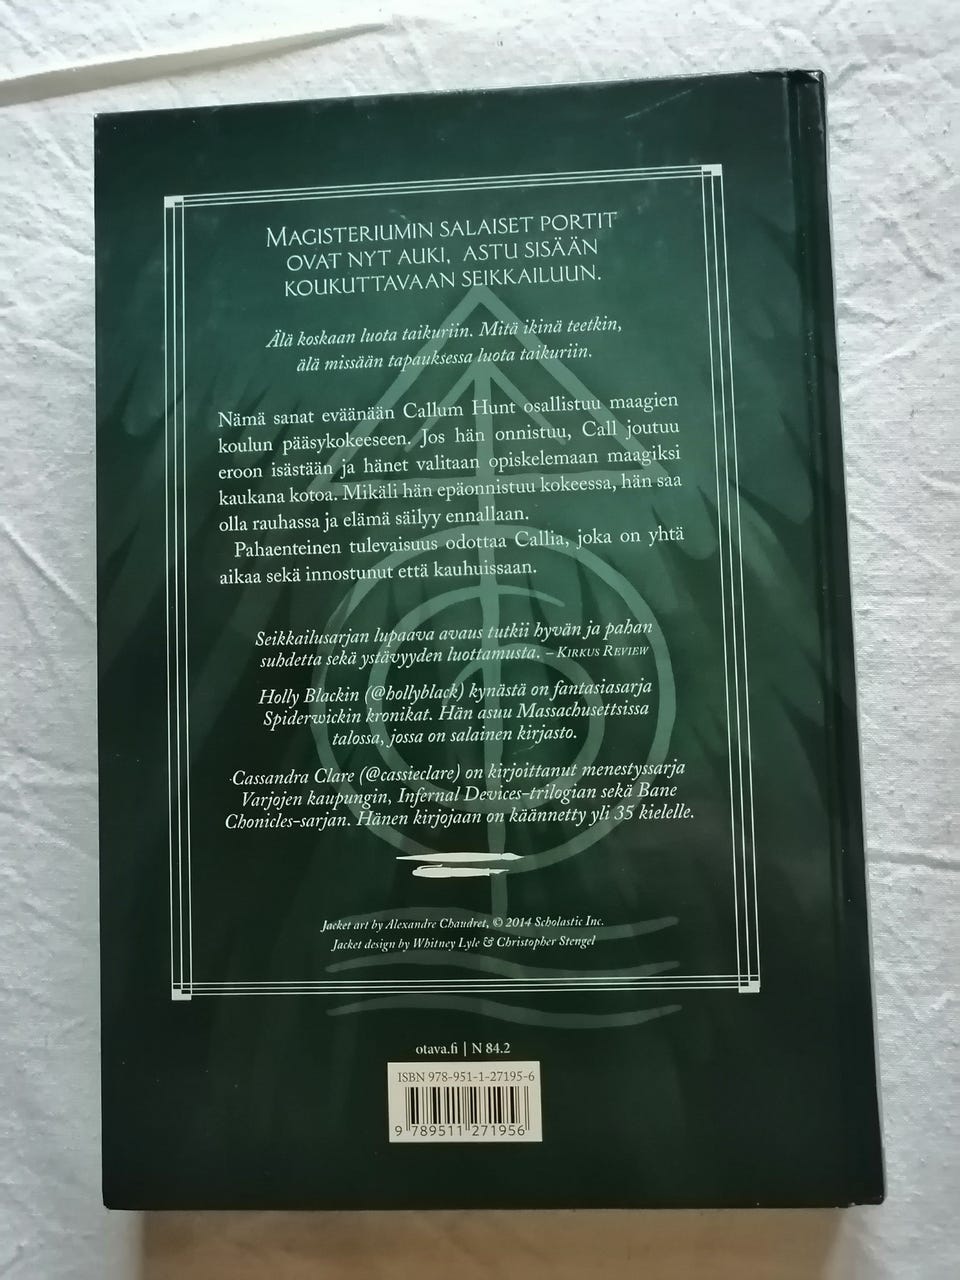 MAGISTERIUMIN SALAISET PORTIT
OVAT NYT AUKI, ASTU SISÄÄN
KOUKUTTAVAAN SEIKKAILUUN.
Älä koskaan luota taikuriin. Mitä ikinä teetkin,
älä missään tapauksessa luota taikuriin.
Nämä sanat eväänään Callum Hunt osallistuu maagien
koulun pääsykokeeseen. Jos hän onnistuu, Call joutuu
eroon isästään ja hänet valitaan opiskelemaan maagiksi
kaukana kotoa. Mikäli hän epäonnistuu kokeessa, hän saa
olla rauhassa ja elämä säilyy ennallaan.
Pahaenteinen tulevaisuus odottaa Callia, joka on yhtä
aikaa sekä innostunut että kauhuissaan.
Seikkailusarjan lupaava avaus tutkii hyvän ja pahan
suhdetta sekä ystävyyden luottamusta. – KIRKUS REVIEW
Holly Blackin (@hollyblack) kynästä on fantasiasarja
Spiderwickin kronikat. Hän asuu Massachusettsissa
talossa, jossa on salainen kirjasto.
Cassandra Clare (@cassieclare) on kirjoittanut menestyssarja
Varjojen kaupungin, Infernal Devices-trilogian sekä Bane
Chonicles-sarjan. Hänen kirjojaan on käännetty yli 35 kielelle.
Jacket art by Alexandre Chaudret, © 2014 Scholastic Inc.
Jacket design by Whitney Lyle & Christopher Stengel
otava.fi | N 84.2
ISBN 978-951-1-27195-6
9 789511 271956